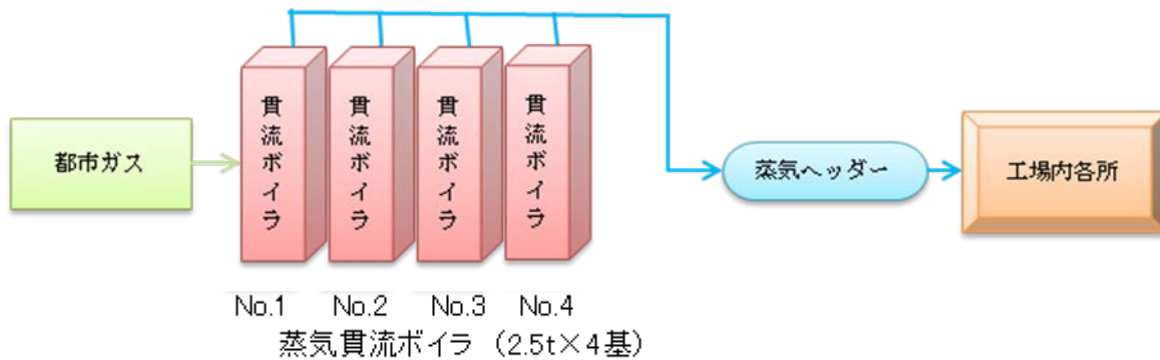 都市ガス
貫流ボイラ
貫流ボイラ
貫流ボイラ
貫流ボイラ
蒸気ヘッダー
工場内各所
No.1 No.2 No.3 No.4
蒸気貫流ボイラ（2.5t×4基）